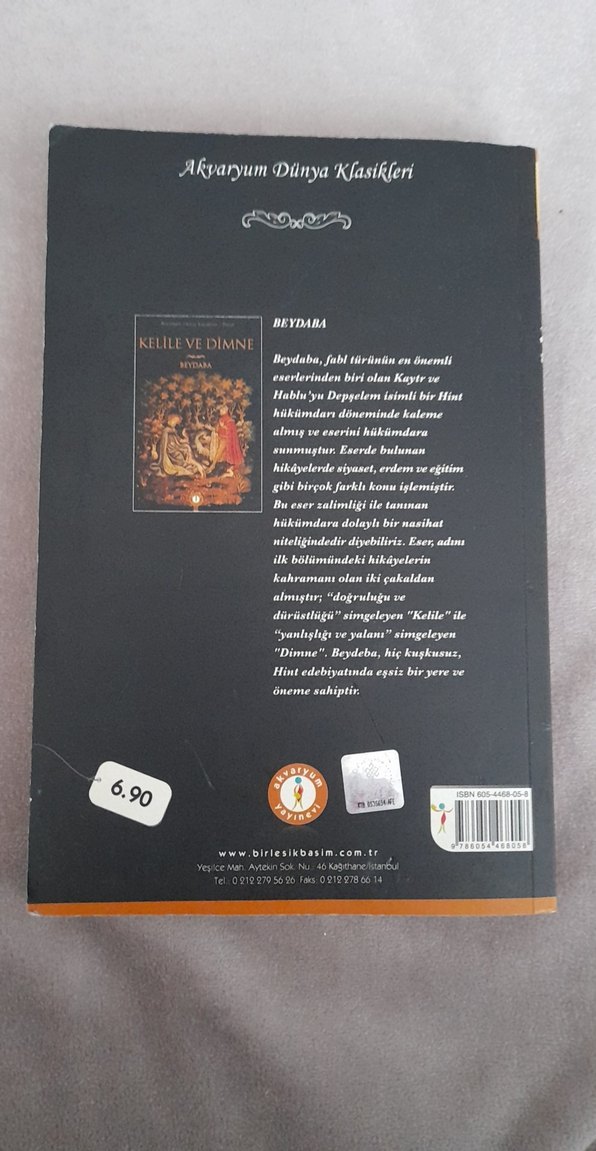 Akvaryum Dünya Klasikleri
KELİLE VE DİMNE
BEYDABA
BEYDABA
Beydaba, fabl türünün en önemli
eserlerinden biri olan Kaytr ve
Hablu'yu Depşelem isimli bir Hint
hükümdarı döneminde kaleme
almış ve eserini hükümdara
sunmuştur. Eserde bulunan
hikâyelerde siyaset, erdem ve eğitim
gibi birçok farklı konu işlemiştir.
Bu eser zalimliği ile tanınan
hükümdara dolaylı bir nasihat
niteliğindedir diyebiliriz. Eser, adını
ilk bölümündeki hikâyelerin
kahramanı olan iki çakaldan
almıştır; “doğruluğu ve
dürüstlüğü” simgeleyen "Kelile" ile
“yanlışlığı ve yalanı” simgeleyen
"Dimne". Beydeba, hiç kuşkusuz,
Hint edebiyatında eşsiz bir yere ve
öneme sahiptir.
6.90
akvaryum
yayınevi
ISBN 605-4468-05-8
9 786054 468058
www.birlesikbasim.com.tr
Yeşilce Mah. Aytekin Sok. Nu : 46 Kağıthane/İstanbul
Tel : 0 212 279 56 26 Faks: 0 212 278 66 14